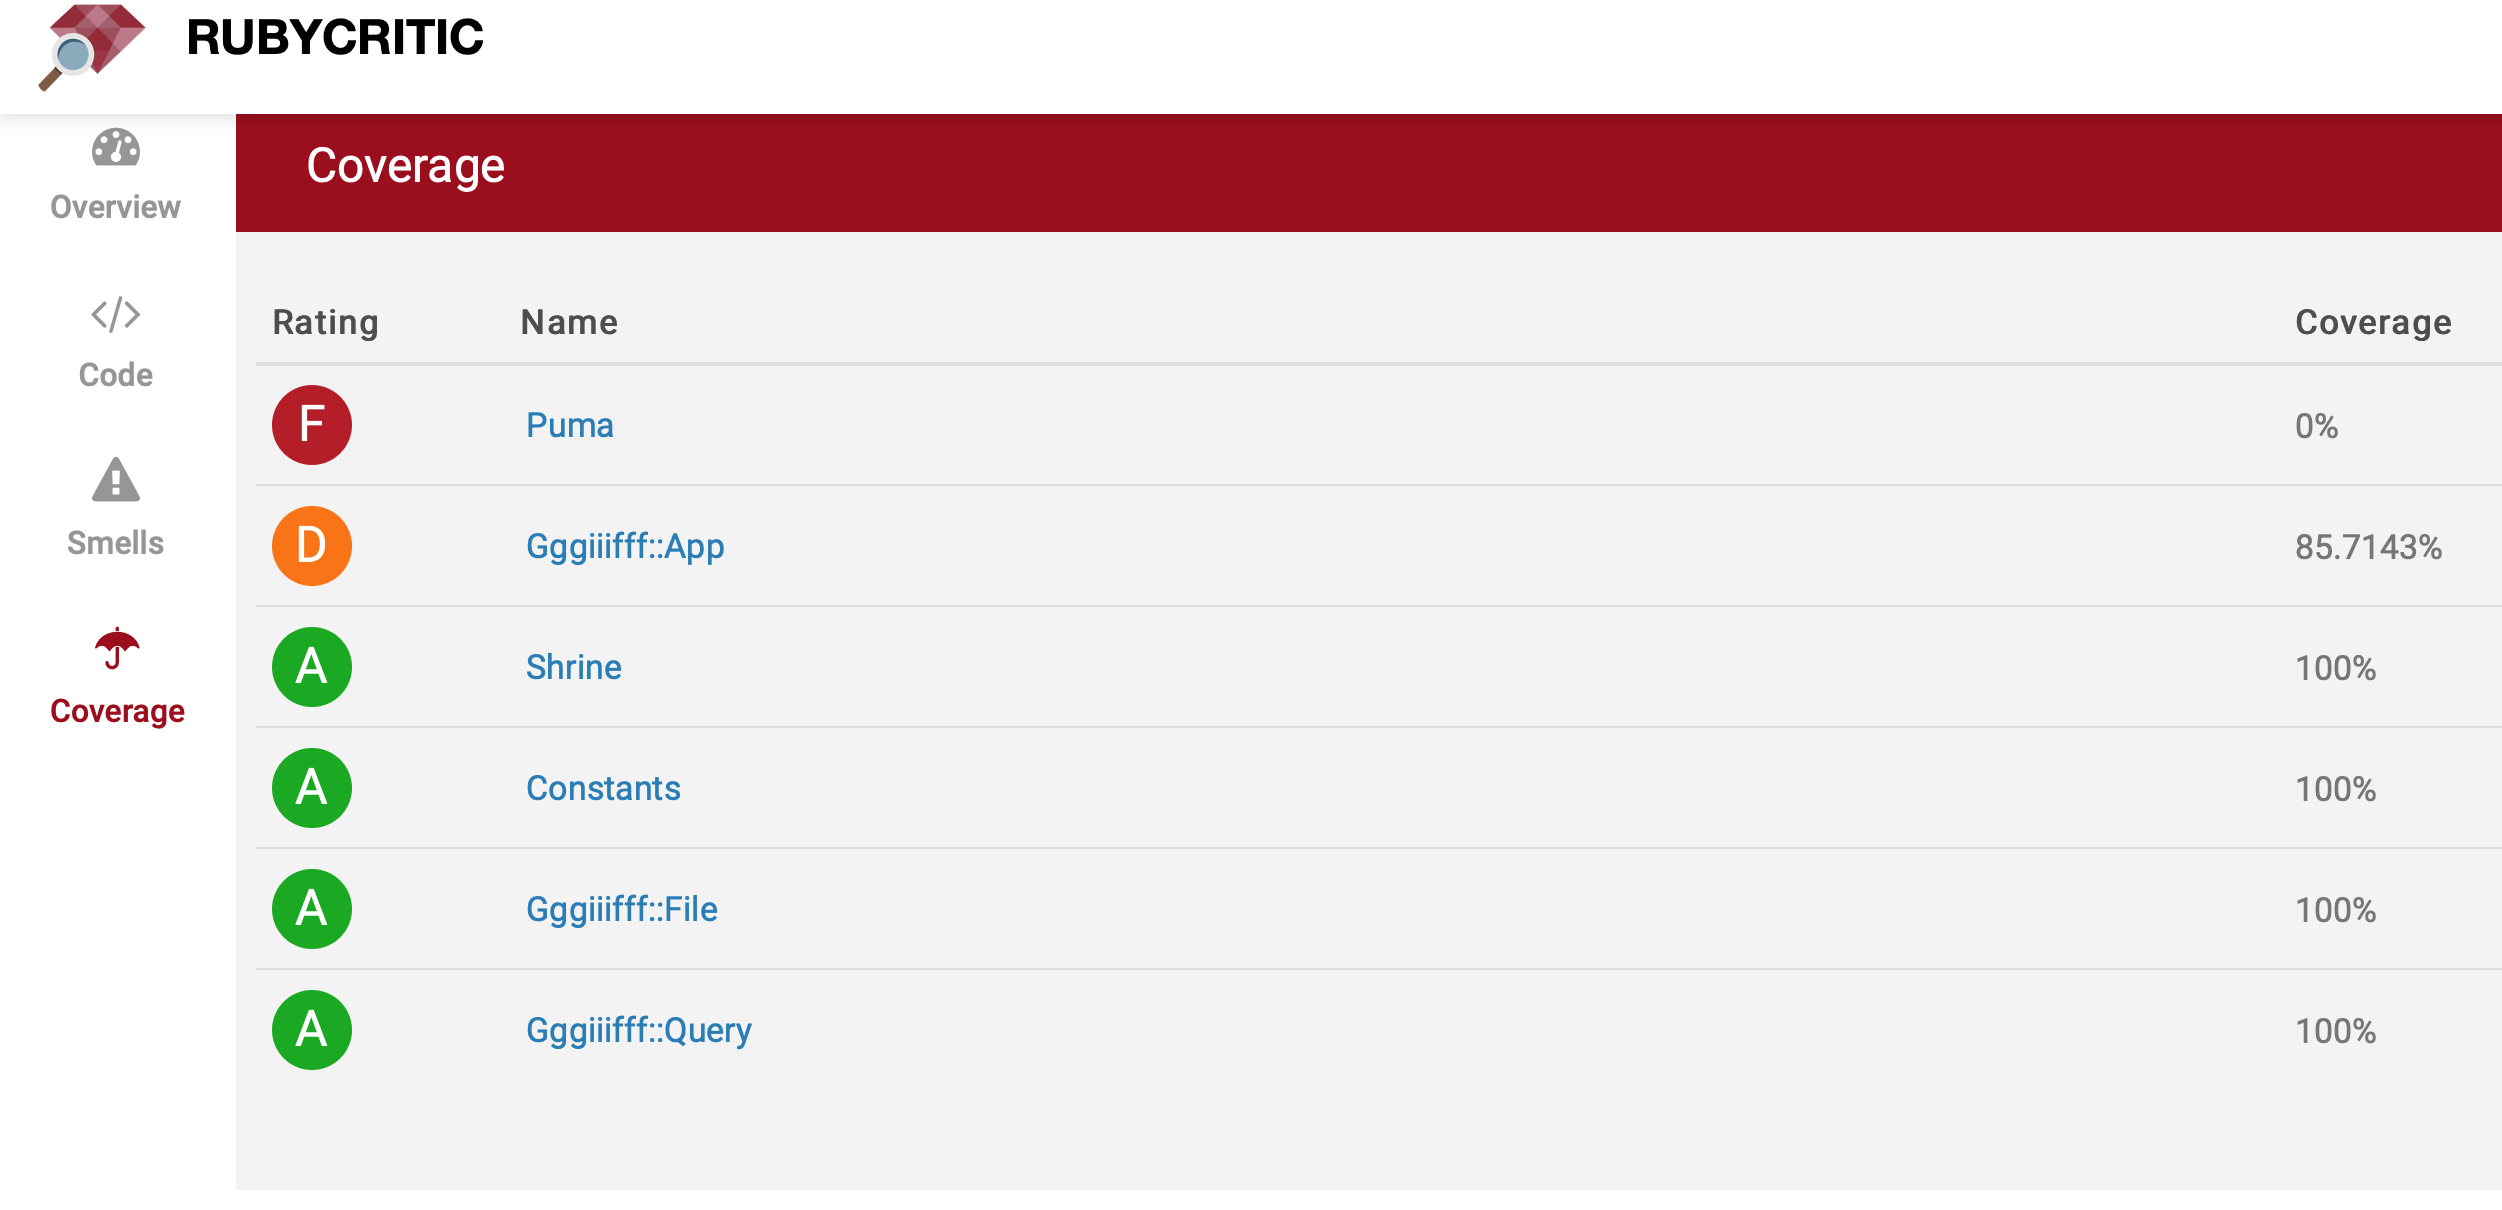 RUBYCRITIC
Overview
Code
Smells
Coverage
Coverage
Rating Name Coverage
F Puma 0%
D Gggiiifff::App 85.7143%
A Shrine 100%
A Constants 100%
A Gggiiifff::File 100%
A Gggiiifff::Query 100%